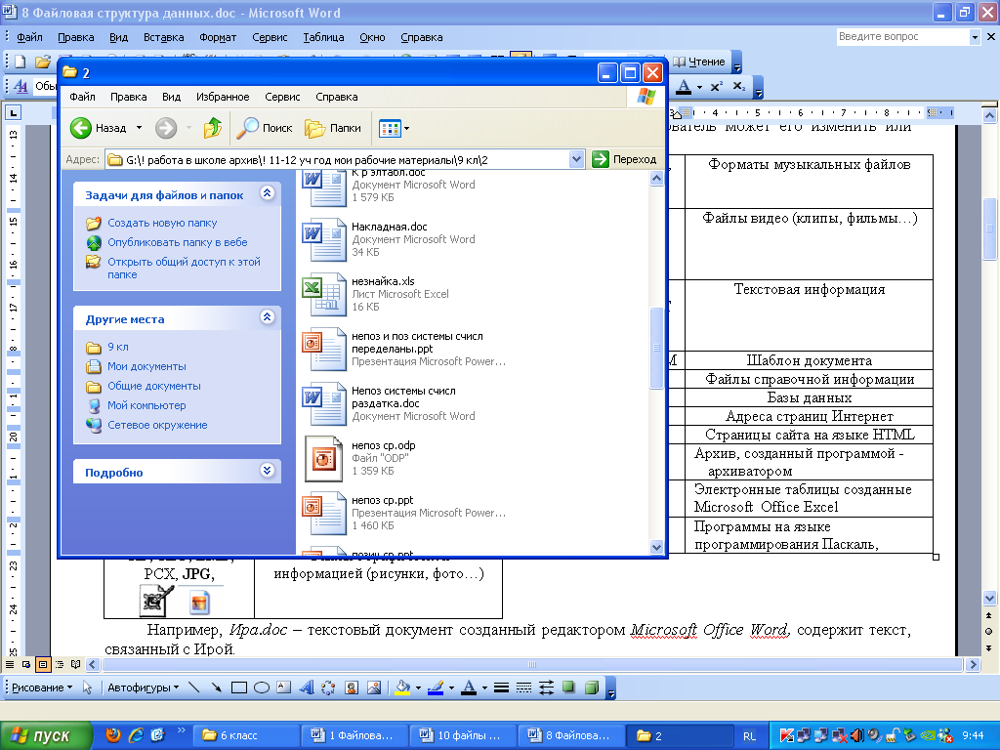 8 Файловая структура данных.doc - Microsoft Word
Файл Правка Вид Вставка Формат Сервис Таблица Окно Справка
Введите вопрос
Чтение
2
Файл Правка Вид Избранное Сервис Справка
Назад Поиск Папки
Адрес: G:\! работа в школе архив\! 11-12 уч год мои рабочие материалы\9 кл\2 Переход
Задачи для файлов и папок
Создать новую папку
Опубликовать папку в вебе
Открыть общий доступ к этой
папке
Другие места
9 кл
Мои документы
Общие документы
Мой компьютер
Сетевое окружение
Подробно
К р элтабл.doc
Документ Microsoft Word
1 579 КБ
Накладная.doc
Документ Microsoft Word
34 КБ
незнайка.xls
Лист Microsoft Excel
16 КБ
непоз и поз системы счисл
переделаны.ppt
Презентация Microsoft Power...
Непоз системы счисл
раздатка.doc
Документ Microsoft Word
непоз ср.odp
Файл "ODP"
1 359 КБ
непоз ср.ppt
Презентация Microsoft Power...
1 460 КБ
может его изменить или
Форматы музыкальных файлов
Файлы видео (клипы, фильмы…)
Текстовая информация
Шаблон документа
Файлы справочной информации
Базы данных
Адреса страниц Интернет
Страницы сайта на языке HTML
Архив, созданный программой -
архиватором
Электронные таблицы созданные
Microsoft Office Excel
Программы на языке
программирования Паскаль,
PCX, JPG,
информацией (рисунки, фото…)
Например, Ира.doc – текстовый документ созданный редактором Microsoft Office Word, содержит текст,
связанный с Ирой.
Рисование Автофигуры
пуск 6 класс 1 Файлова... 10 файлы ... 8 Файлова... 2 RL 9:44